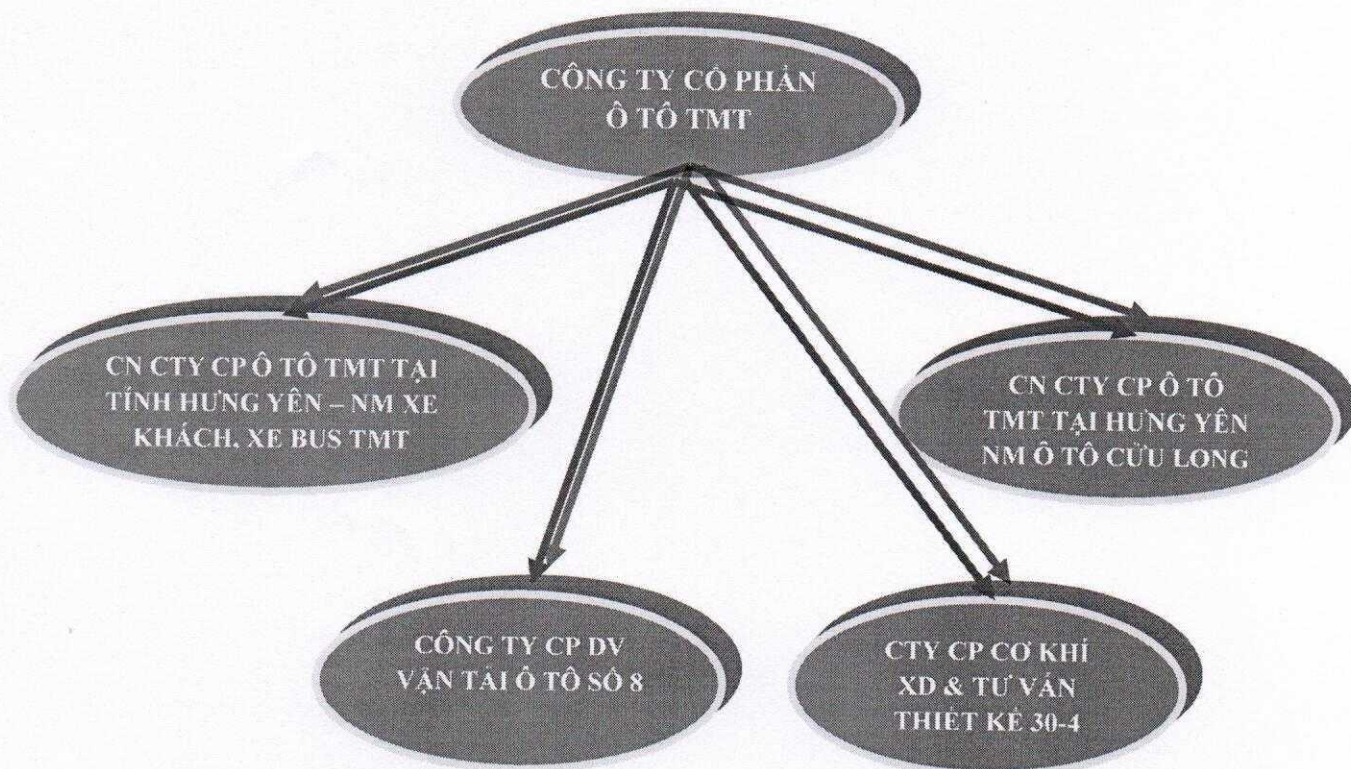 CÔNG TY CỔ PHẦN
Ô TÔ TMT
CN CTY CP Ô TÔ TMT TẠI
TỈNH HƯNG YÊN – NM XE
KHÁCH, XE BUS TMT
CN CTY CP Ô TÔ
TMT TẠI HƯNG YÊN
NM Ô TÔ CỬU LONG
CÔNG TY CP DV
VẬN TẢI Ô TÔ SỐ 8
CTY CP CƠ KHÍ
XD & TƯ VẤN
THIẾT KẾ 30-4